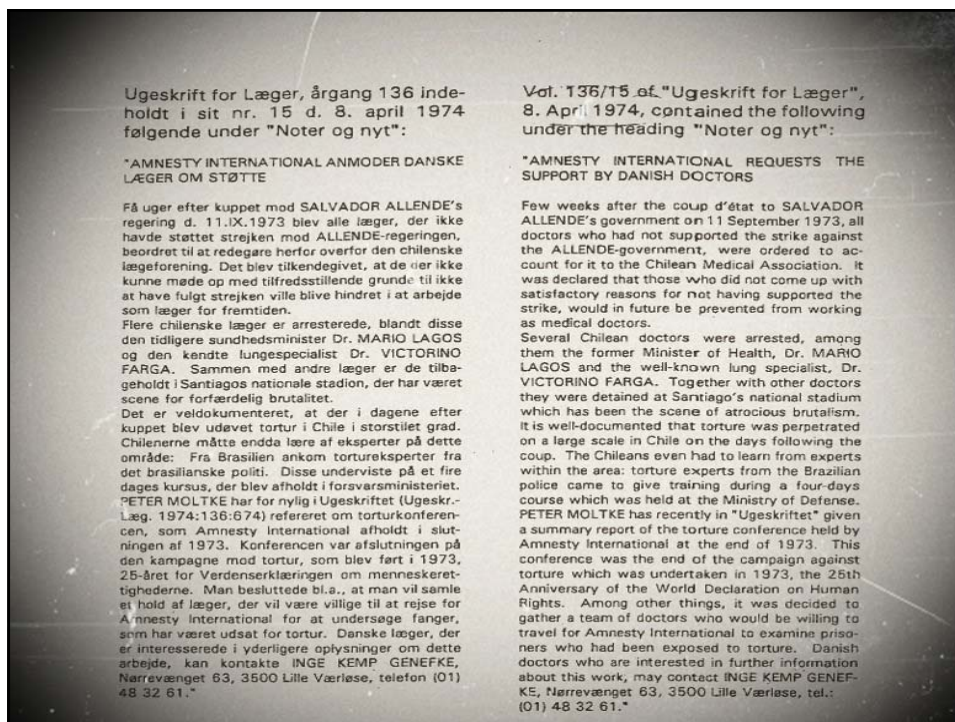 Ugeskrift for Læger, årgang 136 inde-
holdt i sit nr. 15 d. 8. april 1974
følgende under "Noter og nyt":
"AMNESTY INTERNATIONAL ANMODER DANSKE
LÆGER OM STØTTE
Få uger efter kuppet mod SALVADOR ALLENDE's
regering d. 11.IX.1973 blev alle læger, der ikke
havde støttet strejken mod ALLENDE-regeringen,
beordret til at redegøre herfor overfor den chilenske
lægeforening. Det blev tilkendegivet, at de der ikke
kunne møde op med tilfredsstillende grunde til ikke
at have fulgt strejken ville blive hindret i at arbejde
som læger for fremtiden.
Flere chilenske læger er arresterede, blandt disse
den tidligere sundhedsminister Dr. MARIO LAGOS
og den kendte lungespecialist Dr. VICTORINO
FARGA. Sammen med andre læger er de tilba-
geholdt i Santiagos nationale stadion, der har været
scene for forfærdelig brutalitet.
Det er veldokumenteret, at der i dagene efter
kuppet blev udøvet tortur i Chile i storstilet grad.
Chilenerne måtte endda lære af eksperter på dette
område: Fra Brasilien ankom tortureksperter fra
det brasilianske politi. Disse underviste på et fire
dages kursus, der blev afholdt i forsvarsministeriet.
PETER MOLTKE har for nylig i Ugeskriftet (Ugeskr.-
Læg. 1974:136:674) refereret om torturkonferen-
cen, som Amnesty International afholdt i slut-
ningen af 1973. Konferencen var afslutningen på
den kampagne mod tortur, som blev ført i 1973,
25-året for Verdenserklæringen om menneskeret-
tighederne. Man besluttede bl.a., at man vil samle
et hold af læger, der vil være villige til at rejse for
Amnesty International for at undersøge fanger,
som har været udsat for tortur. Danske læger, der
er interesserede i yderligere oplysninger om dette
arbejde, kan kontakte INGE KEMP GENEFKE,
Nørrevænget 63, 3500 Lille Værløse, telefon (01)
48 32 61."
Vol. 136/15 of "Ugeskrift for Læger",
8. April 1974, contained the following
under the heading "Noter og nyt":
"AMNESTY INTERNATIONAL REQUESTS THE
SUPPORT BY DANISH DOCTORS
Few weeks after the coup d'état to SALVADOR
ALLENDE's government on 11 September 1973, all
doctors who had not supported the strike against
the ALLENDE-government, were ordered to ac-
count for it to the Chilean Medical Association. It
was declared that those who did not come up with
satisfactory reasons for not having supported the
strike, would in future be prevented from working
as medical doctors.
Several Chilean doctors were arrested, among
them the former Minister of Health, Dr. MARIO
LAGOS and the well-known lung specialist, Dr.
VICTORINO FARGA. Together with other doctors
they were detained at Santiago's national stadium
which has been the scene of atrocious brutalism.
It is well-documented that torture was perpetrated
on a large scale in Chile on the days following the
coup. The Chileans even had to learn from experts
within the area: torture experts from the Brazilian
police came to give training during a four-days
course which was held at the Ministry of Defense.
PETER MOLTKE has recently in "Ugeskriftet" given
a summary report of the torture conference held by
Amnesty International at the end of 1973. This
conference was the end of the campaign against
torture which was undertaken in 1973, the 25th
Anniversary of the World Declaration on Human
Rights. Among other things, it was decided to
gather a team of doctors who would be willing to
travel for Amnesty International to examine priso-
ners who had been exposed to torture. Danish
doctors who are interested in further information
about this work, may contact INGE KEMP GENEF-
KE, Nørrevænget 63, 3500 Lille Værløse, tel.:
(01) 48 32 61."